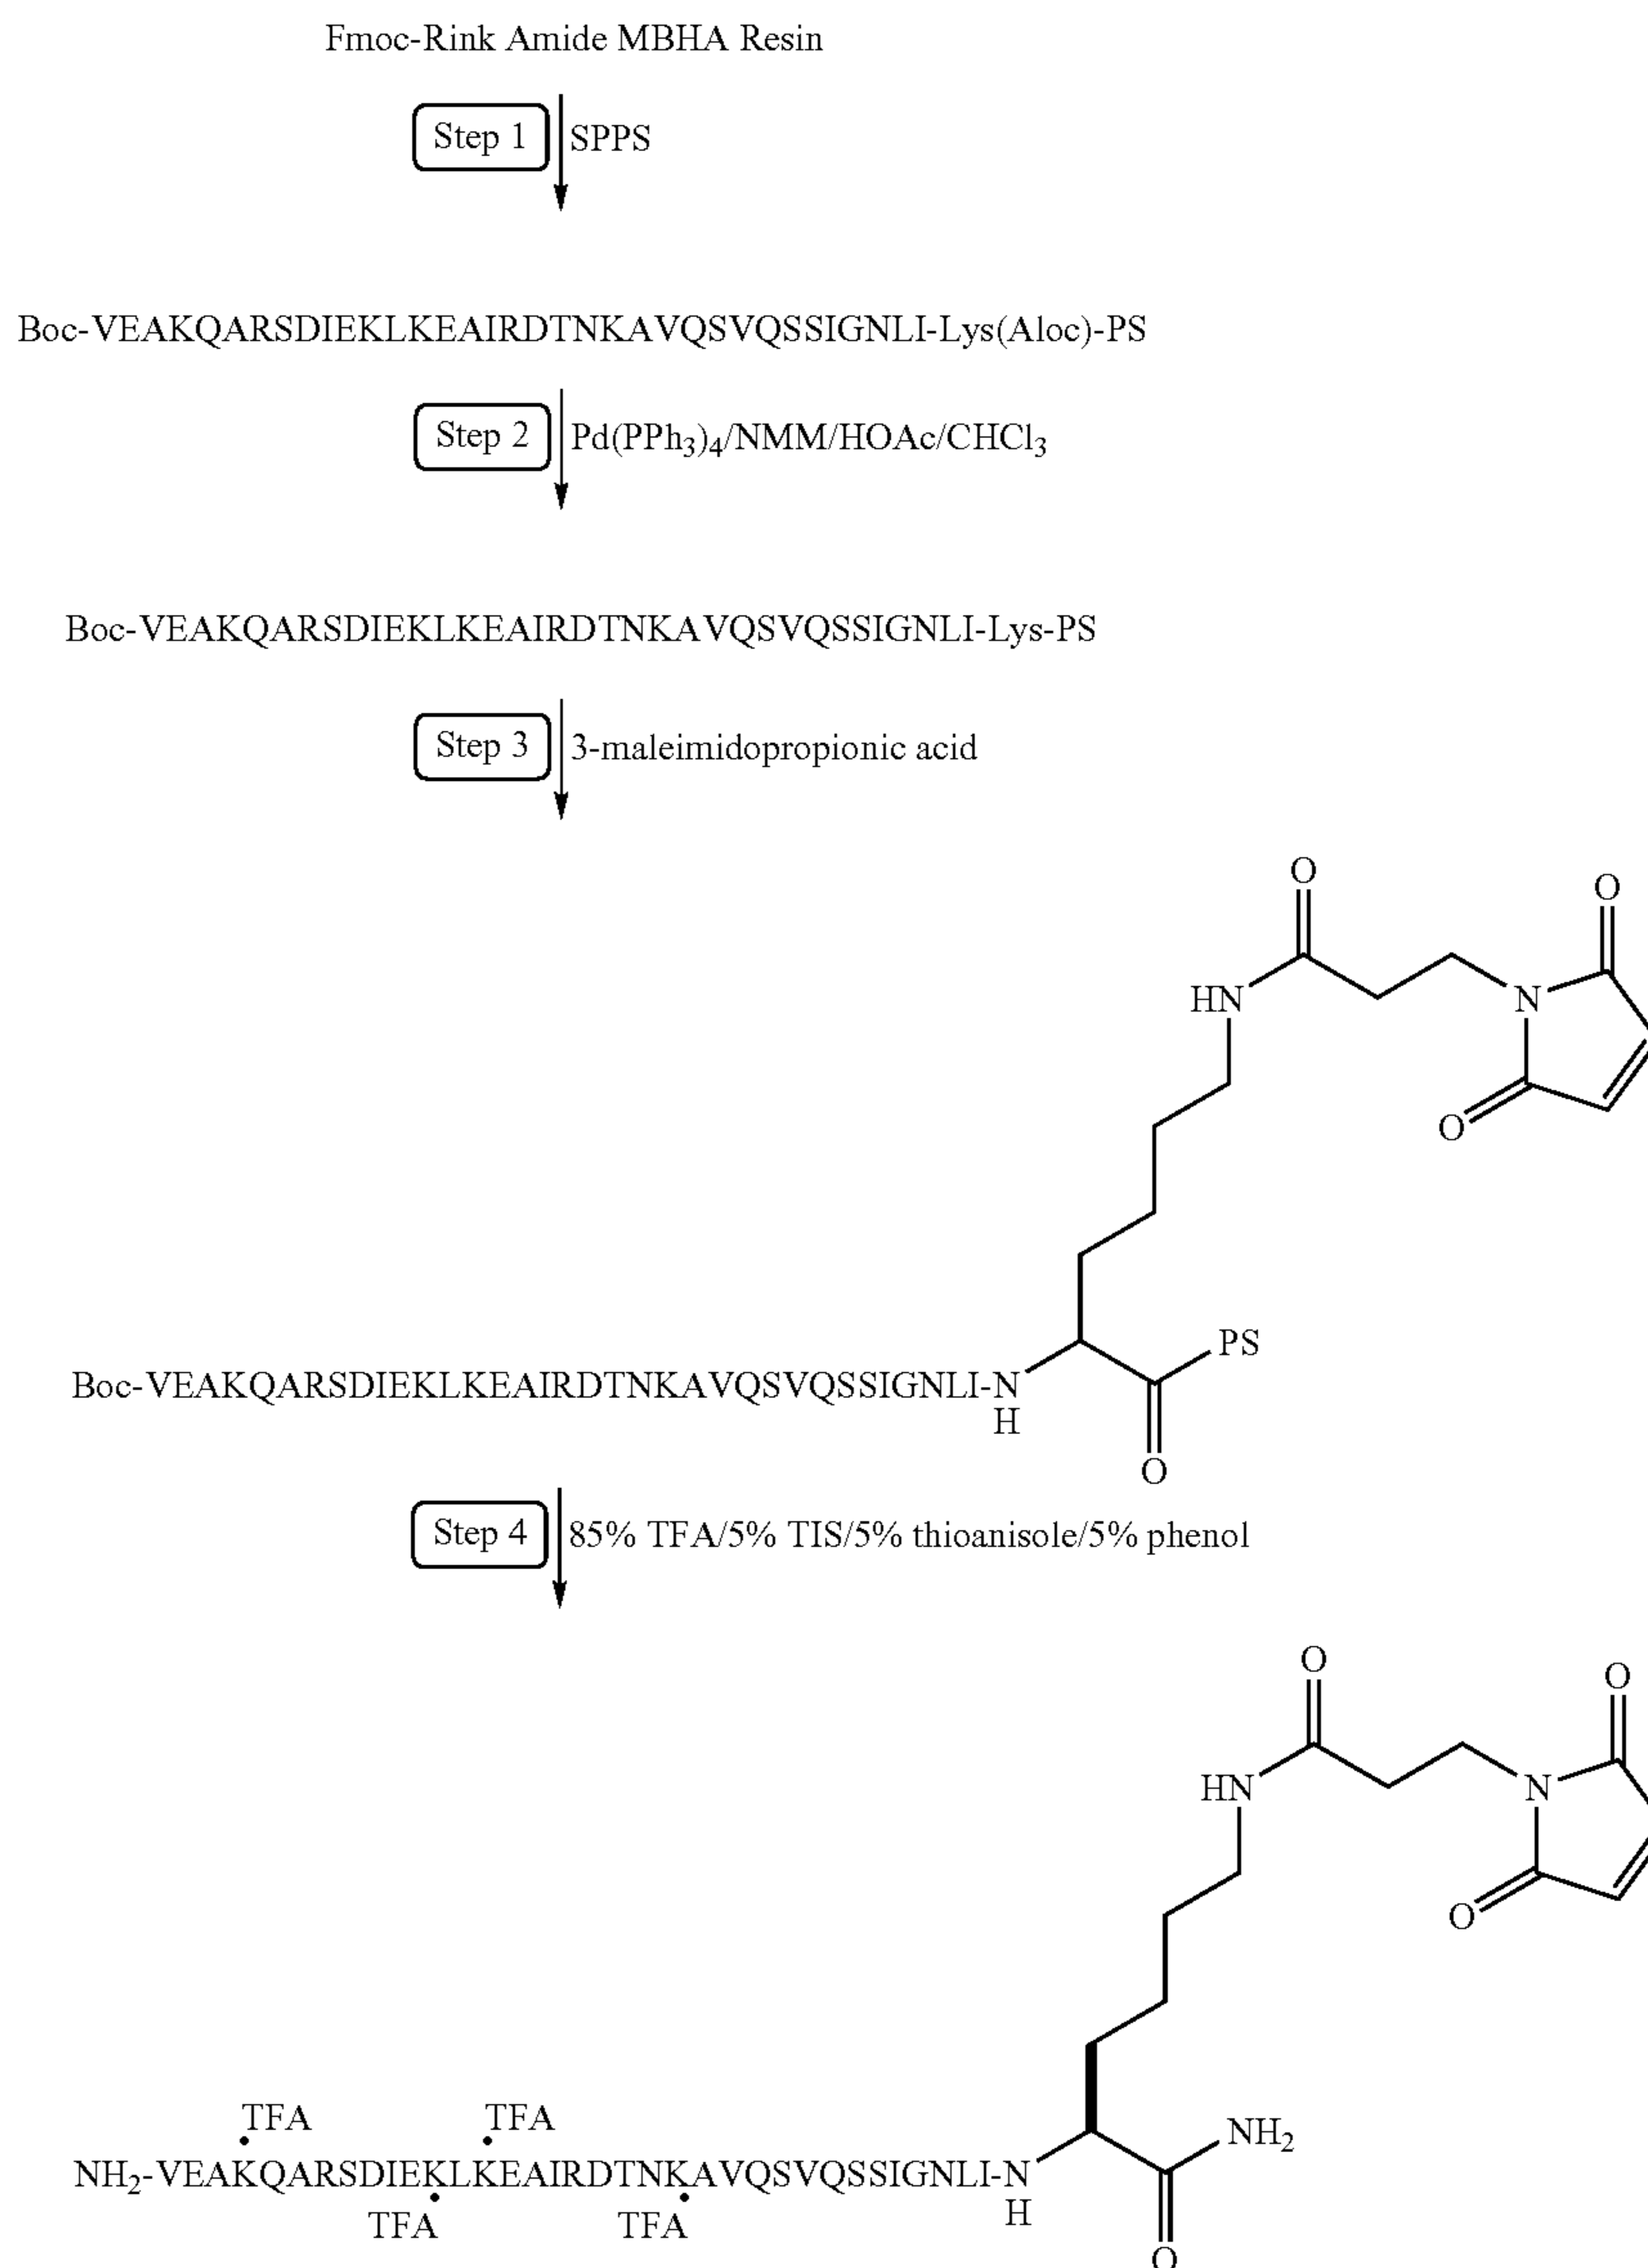 Fmoc-Rink Amide MBHA Resin
Step 1 SPPS
Boc-VEAKQARSDIEKLKEAIRDTNKAVQSVQSSIGNLI-Lys(Aloc)-PS
Step 2 Pd(PPh3)4/NMM/HOAc/CHCl3
Boc-VEAKQARSDIEKLKEAIRDTNKAVQSVQSSIGNLI-Lys-PS
Step 3 3-maleimidopropionic acid
O
O
HN
N
O
PS
Boc-VEAKQARSDIEKLKEAIRDTNKAVQSVQSSIGNLI-N
H
O
Step 4 85% TFA/5% TIS/5% thioanisole/5% phenol
O
O
HN
N
O
TFA TFA
NH2
NH2-VEAKQARSDIEKLKEAIRDTNKAVQSVQSSIGNLI-N
H
TFA TFA
O